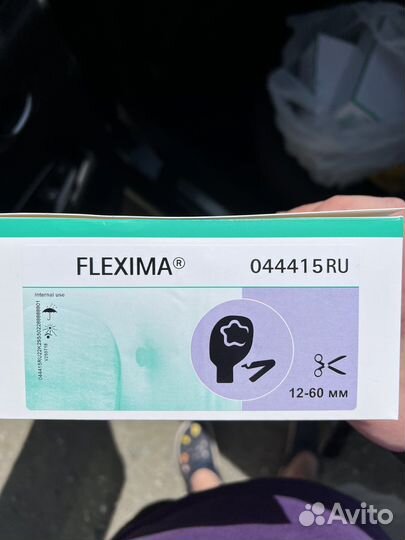 FLEXIMA® 044415RU
Internal use
12-60 мм
Avito